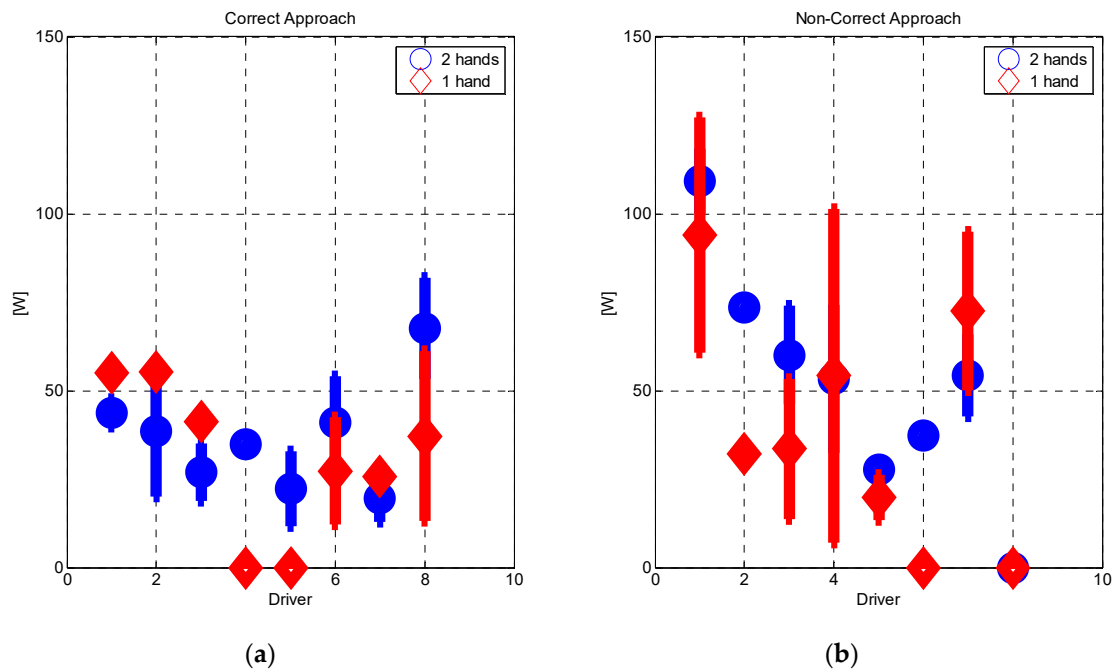 Correct Approach
150
100
50
0
[W]
0 2 4 6 8 10
Driver
2 hands
1 hand
(a)
Non-Correct Approach
150
100
50
0
[W]
0 2 4 6 8 10
Driver
2 hands
1 hand
(b)